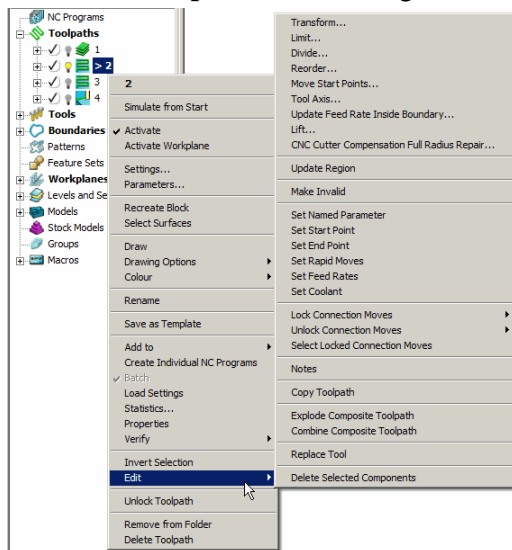 NC Programs
Toolpaths
1
> 2
3
4
Tools
Boundaries
Patterns
Feature Sets
Workplanes
Levels and Se
Models
Stock Models
Groups
Macros
2
Simulate from Start
Activate
Activate Workplane
Settings...
Parameters...
Recreate Block
Select Surfaces
Draw
Drawing Options
Colour
Rename
Save as Template
Add to
Create Individual NC Programs
Batch
Load Settings
Statistics...
Properties
Verify
Invert Selection
Edit
Unlock Toolpath
Remove from Folder
Delete Toolpath
Transform...
Limit...
Divide...
Reorder...
Move Start Points...
Tool Axis...
Update Feed Rate Inside Boundary...
Lift...
CNC Cutter Compensation Full Radius Repair...
Update Region
Make Invalid
Set Named Parameter
Set Start Point
Set End Point
Set Rapid Moves
Set Feed Rates
Set Coolant
Lock Connection Moves
Unlock Connection Moves
Select Locked Connection Moves
Notes
Copy Toolpath
Explode Composite Toolpath
Combine Composite Toolpath
Replace Tool
Delete Selected Components